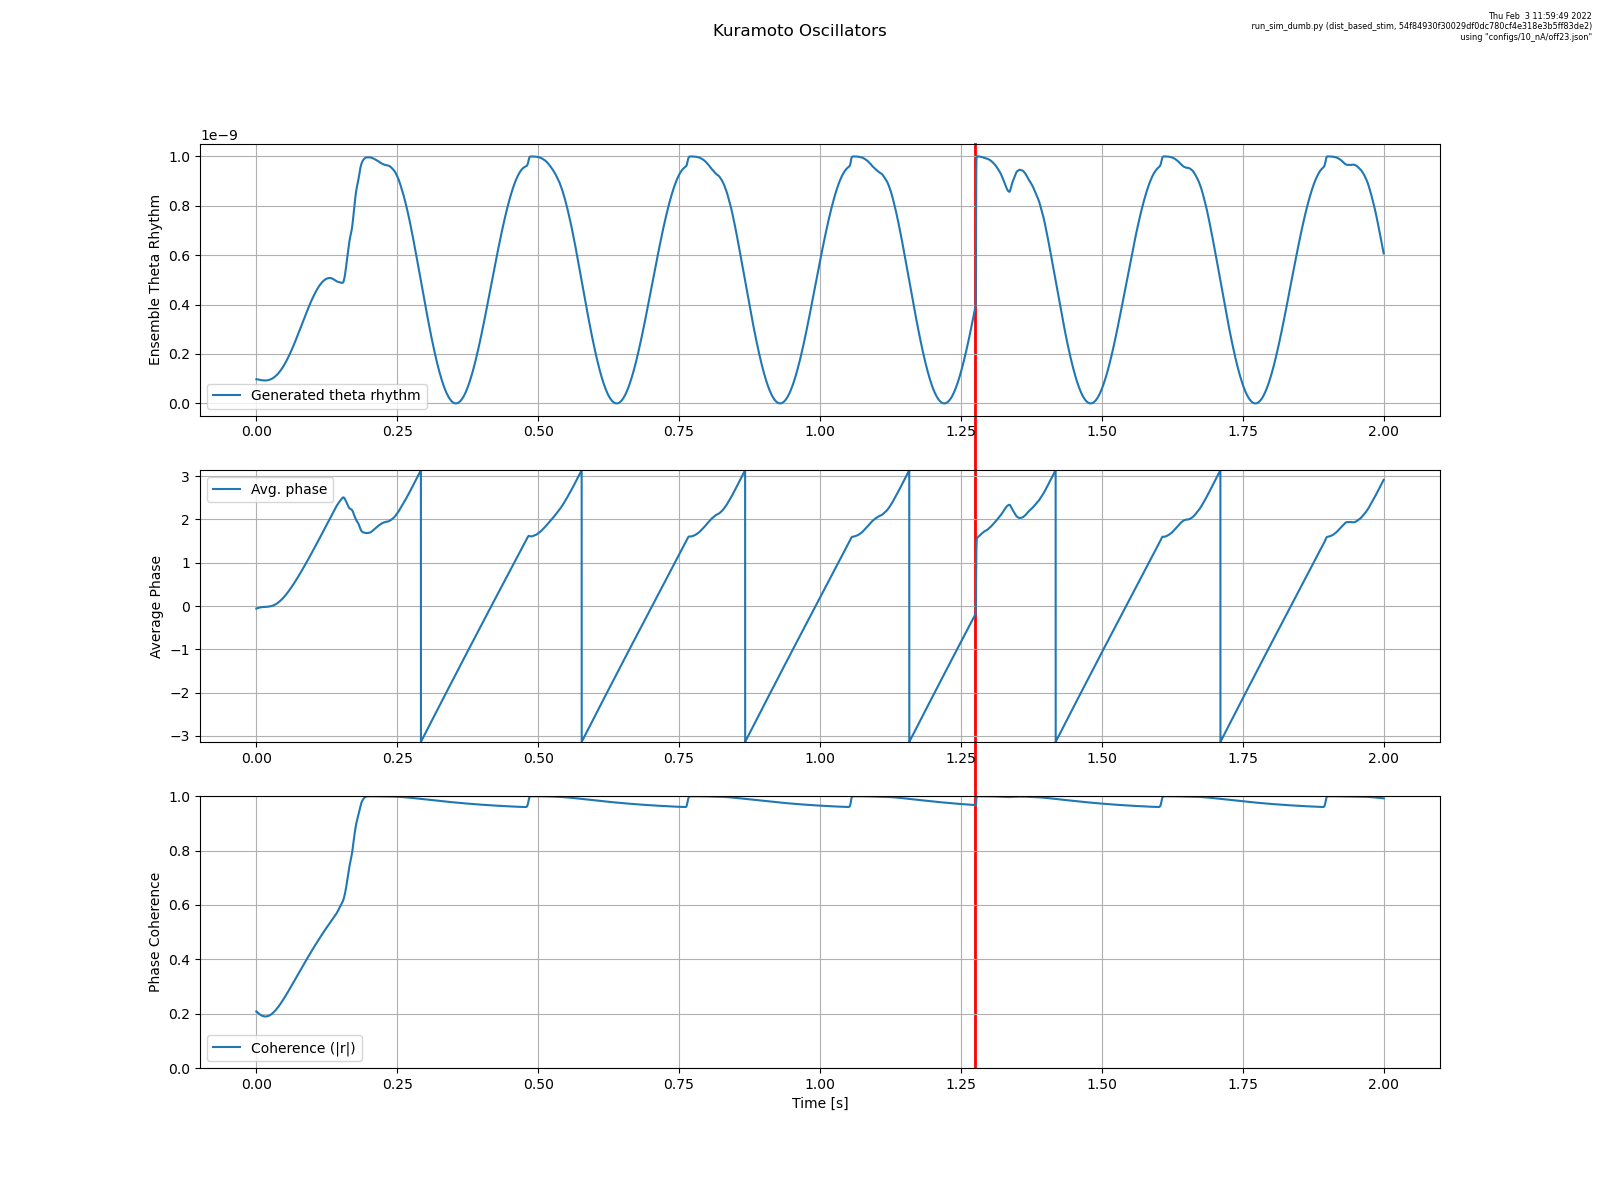 Thu Feb  3 11:59:49 2022
run_sim_dumb.py (dist_based_stim, 54f84930f30029df0dc780cf4e318e3b5ff83de2)
using "configs/10_nA/off23.json"
Kuramoto Oscillators
1e−9
1.0
0.8
0.6
0.4
0.2
0.0
Ensemble Theta Rhythm
Generated theta rhythm
0.00 0.25 0.50 0.75 1.00 1.25 1.50 1.75 2.00
3
2
1
0
−1
−2
−3
Average Phase
Avg. phase
0.00 0.25 0.50 0.75 1.00 1.25 1.50 1.75 2.00
1.0
0.8
0.6
0.4
0.2
0.0
Phase Coherence
Coherence (|r|)
0.00 0.25 0.50 0.75 1.00 1.25 1.50 1.75 2.00
Time [s]